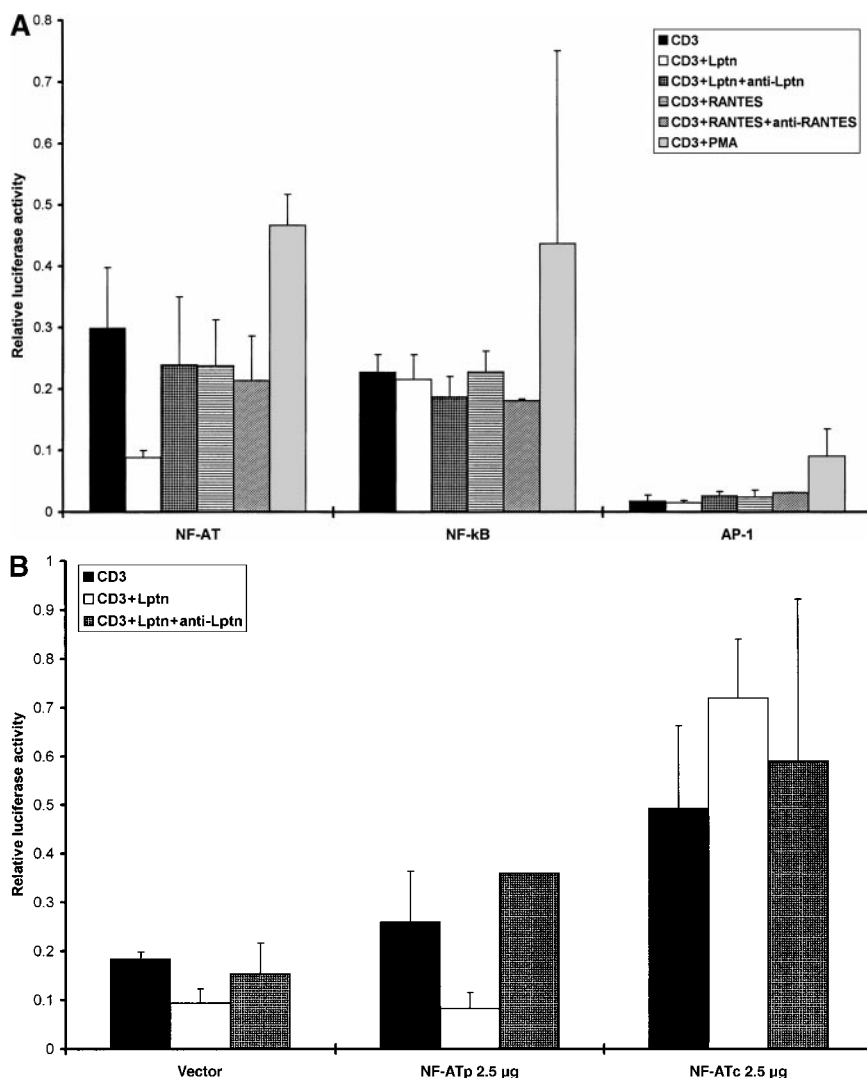 A
0.8
0.7
0.6
0.5
0.4
0.3
0.2
0.1
0
Relative luciferase activity
CD3
CD3+Lptn
CD3+Lptn+anti-Lptn
CD3+RANTES
CD3+RANTES+anti-RANTES
CD3+PMA
NF-AT
NF-kB
AP-1
B
1
0.9
0.8
0.7
0.6
0.5
0.4
0.3
0.2
0.1
0
Relative luciferase activity
CD3
CD3+Lptn
CD3+Lptn+anti-Lptn
Vector
NF-ATp 2.5 µg
NF-ATc 2.5 µg